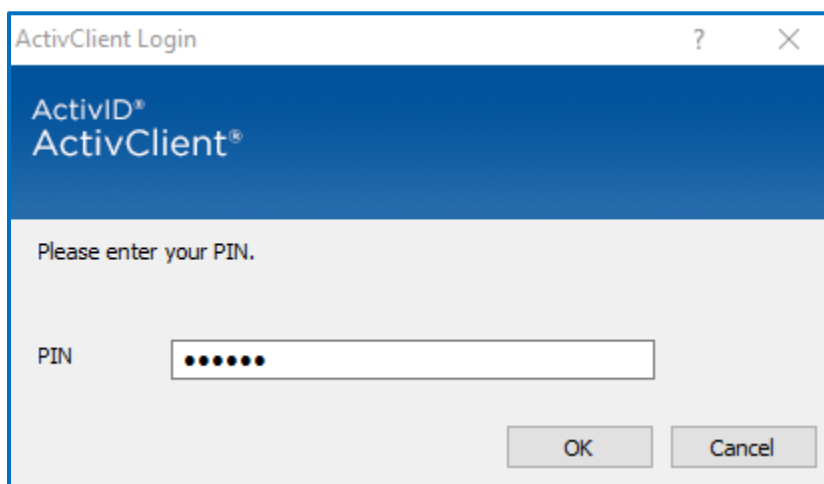 ActivClient Login
ActivID®
ActivClient®
Please enter your PIN.
PIN ••••••
OK Cancel